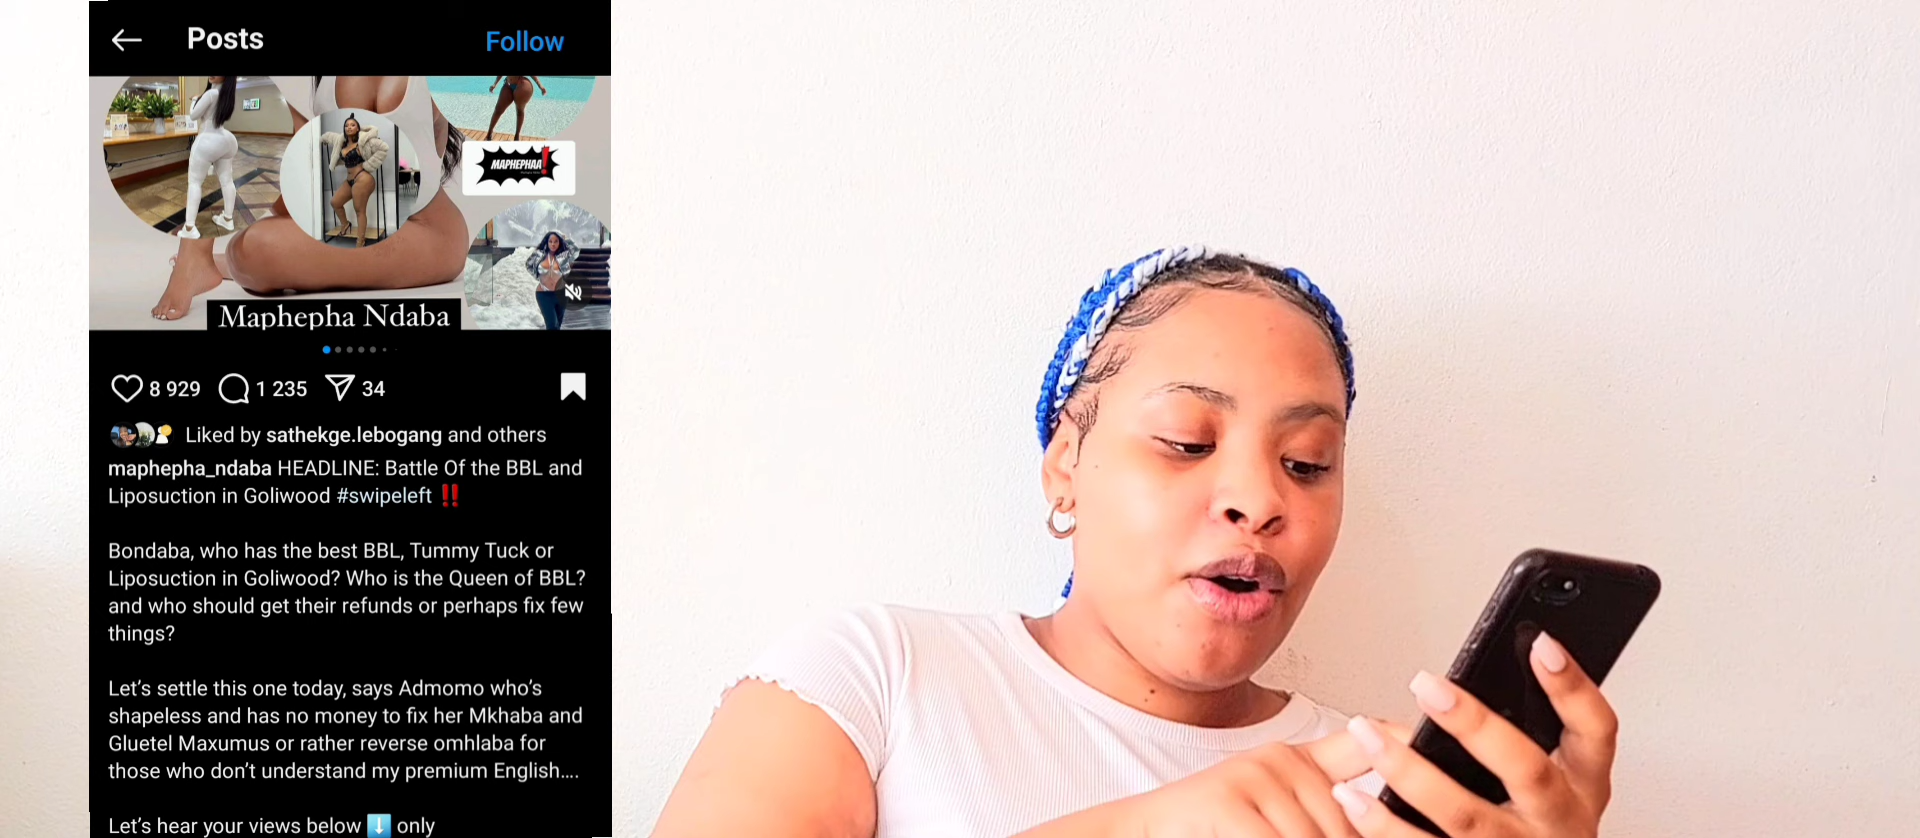 Posts
Follow
MAPHEPHAA!
Maphepha Ndaba
8 929
1 235
34
Liked by sathekge.lebogang and others
maphepha_ndaba HEADLINE: Battle Of the BBL and
Liposuction in Goliwood #swipeleft ‼️
Bondaba, who has the best BBL, Tummy Tuck or
Liposuction in Goliwood? Who is the Queen of BBL?
and who should get their refunds or perhaps fix few
things?
Let’s settle this one today, says Admomo who’s
shapeless and has no money to fix her Mkhaba and
Gluetel Maxumus or rather reverse omhlaba for
those who don’t understand my premium English....
Let’s hear your views below ⬇️ only